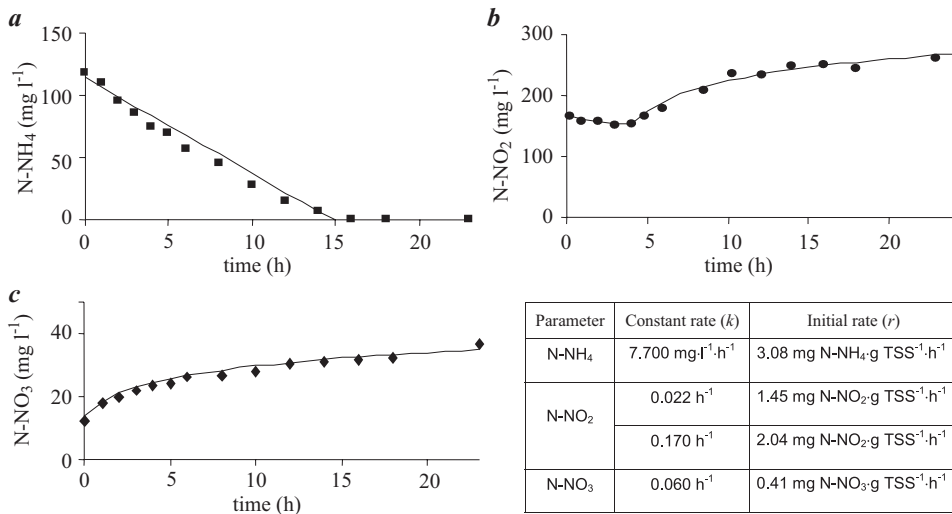 a
N-NH₄ (mg l⁻¹)
150
100
50
0
0 5 10 15 20
time (h)
b
N-NO₂ (mg l⁻¹)
300
200
100
0
0 5 10 15 20
time (h)
c
N-NO₃ (mg l⁻¹)
40
20
0
0 5 10 15 20
time (h)
Parameter Constant rate (k) Initial rate (r)
N-NH₄ 7.700 mg·l⁻¹·h⁻¹ 3.08 mg N-NH₄·g TSS⁻¹·h⁻¹
N-NO₂ 0.022 h⁻¹ 1.45 mg N-NO₂·g TSS⁻¹·h⁻¹
0.170 h⁻¹ 2.04 mg N-NO₂·g TSS⁻¹·h⁻¹
N-NO₃ 0.060 h⁻¹ 0.41 mg N-NO₃·g TSS⁻¹·h⁻¹